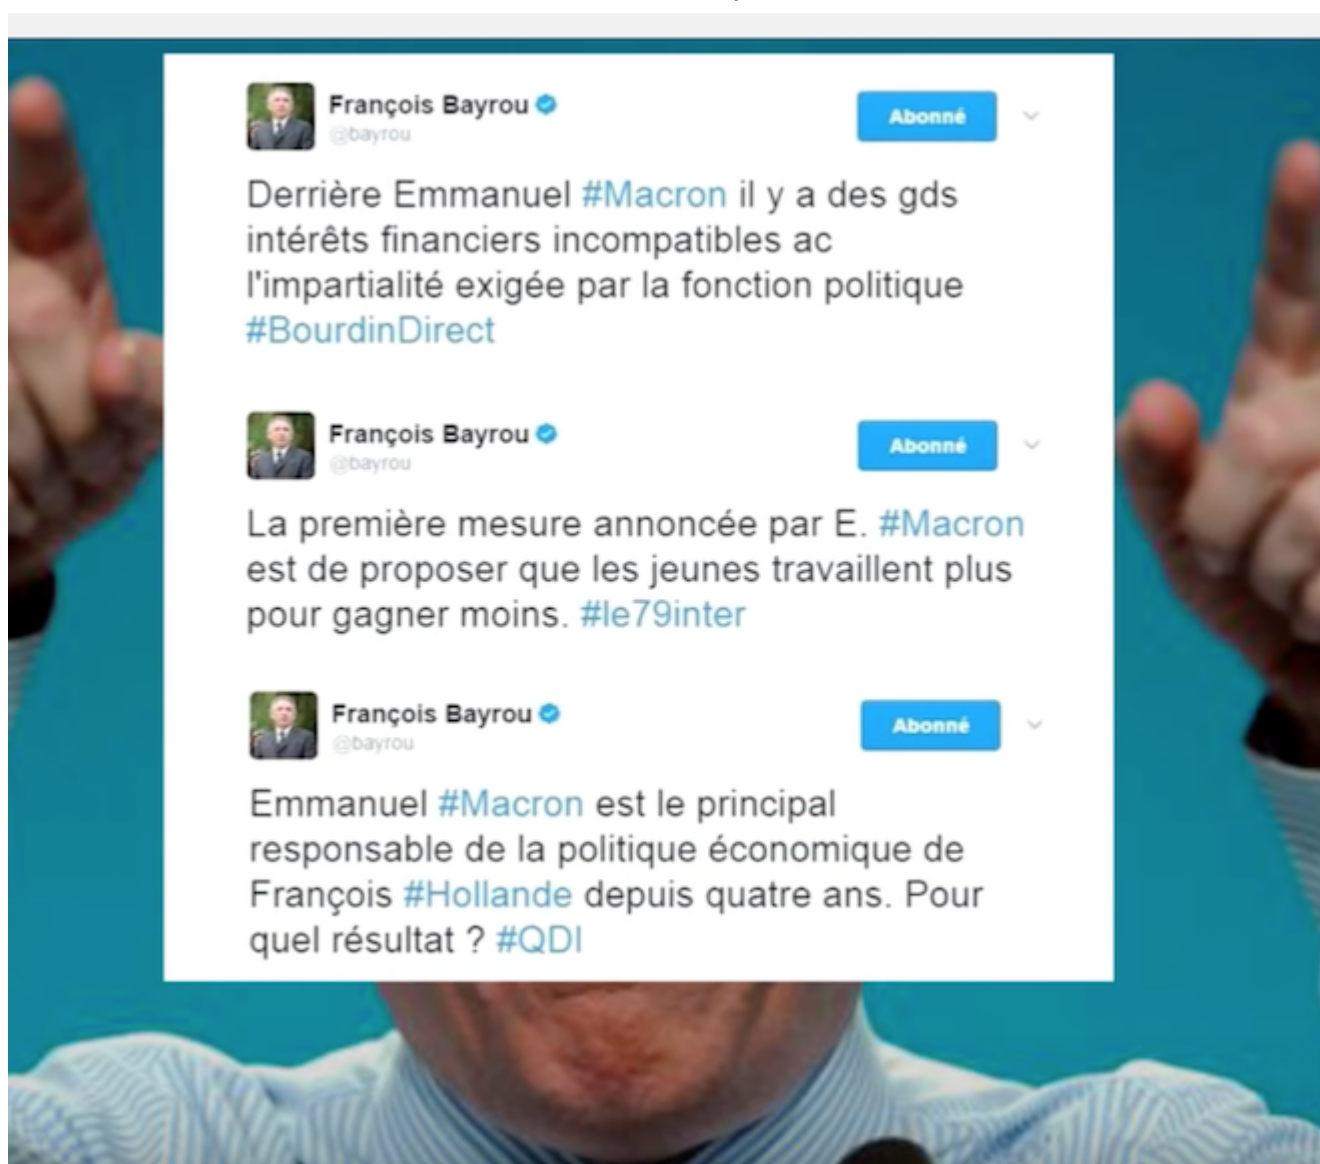 François Bayrou
@bayrou
Abonné
Derrière Emmanuel #Macron il y a des gds
intérêts financiers incompatibles ac
l'impartialité exigée par la fonction politique
#BourdinDirect
François Bayrou
@bayrou
Abonné
La première mesure annoncée par E. #Macron
est de proposer que les jeunes travaillent plus
pour gagner moins. #le79inter
François Bayrou
@bayrou
Abonné
Emmanuel #Macron est le principal
responsable de la politique économique de
François #Hollande depuis quatre ans. Pour
quel résultat ? #QDI